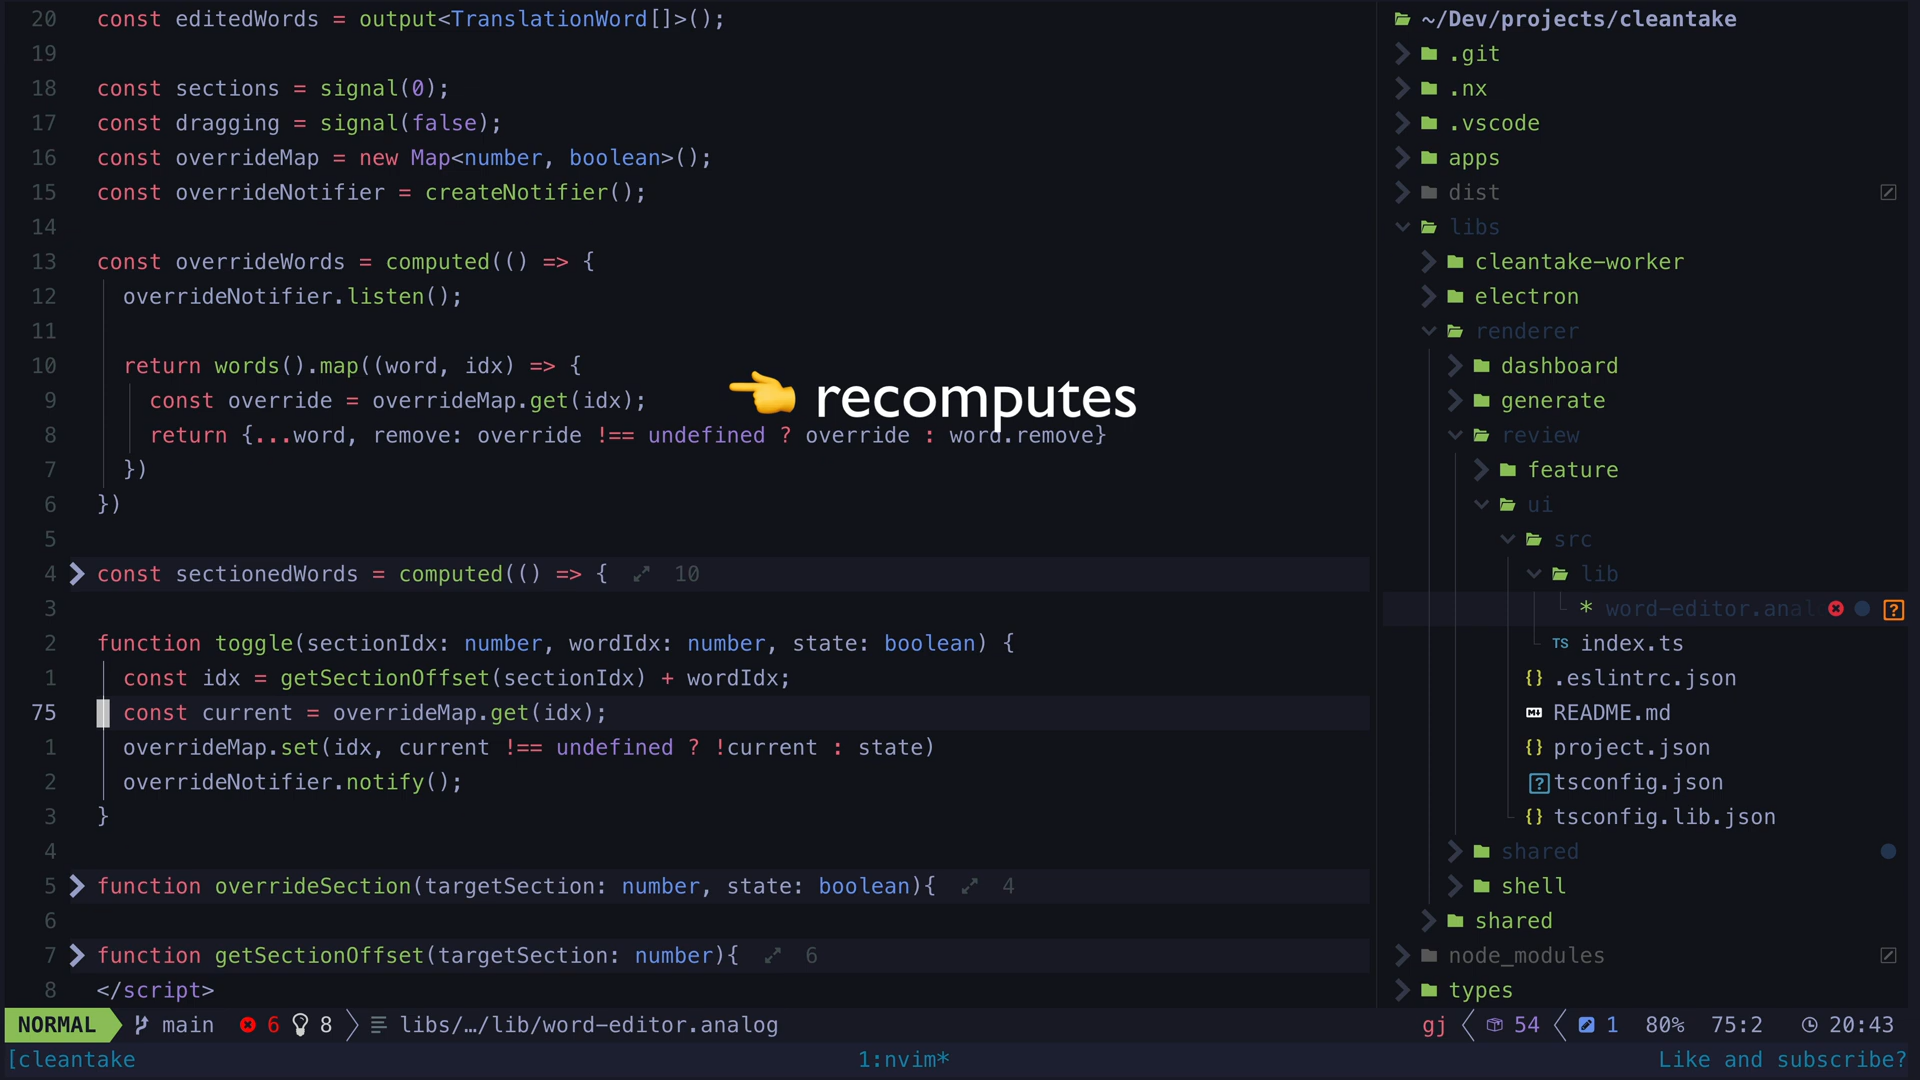 20 const editedWords = output<TranslationWord[]>();
19
18 const sections = signal(0);
17 const dragging = signal(false);
16 const overrideMap = new Map<number, boolean>();
15 const overrideNotifier = createNotifier();
14
13 const overrideWords = computed(() => {
12 overrideNotifier.listen();
11
10 return words().map((word, idx) => {
9 const override = overrideMap.get(idx);
8 return {...word, remove: override !== undefined ? override : word.remove}
7 })
6 })
5
4 const sectionedWords = computed(() => { 10
3
2 function toggle(sectionIdx: number, wordIdx: number, state: boolean) {
1 const idx = getSectionOffset(sectionIdx) + wordIdx;
75 const current = overrideMap.get(idx);
1 overrideMap.set(idx, current !== undefined ? !current : state)
2 overrideNotifier.notify();
3 }
4
5 function overrideSection(targetSection: number, state: boolean){ 4
6
7 function getSectionOffset(targetSection: number){ 6
8 </script>
recomputes
~/Dev/projects/cleantake
.git
.nx
.vscode
apps
dist
libs
cleantake-worker
electron
renderer
dashboard
generate
review
feature
ui
src
lib
* word-editor.anal
TS index.ts
{} .eslintrc.json
README.md
{} project.json
tsconfig.json
{} tsconfig.lib.json
shared
shell
shared
node_modules
types
NORMAL main 6 8 libs/…/lib/word-editor.analog gj 54 1 80% 75:2 20:43
[cleantake 1:nvim* Like and subscribe?